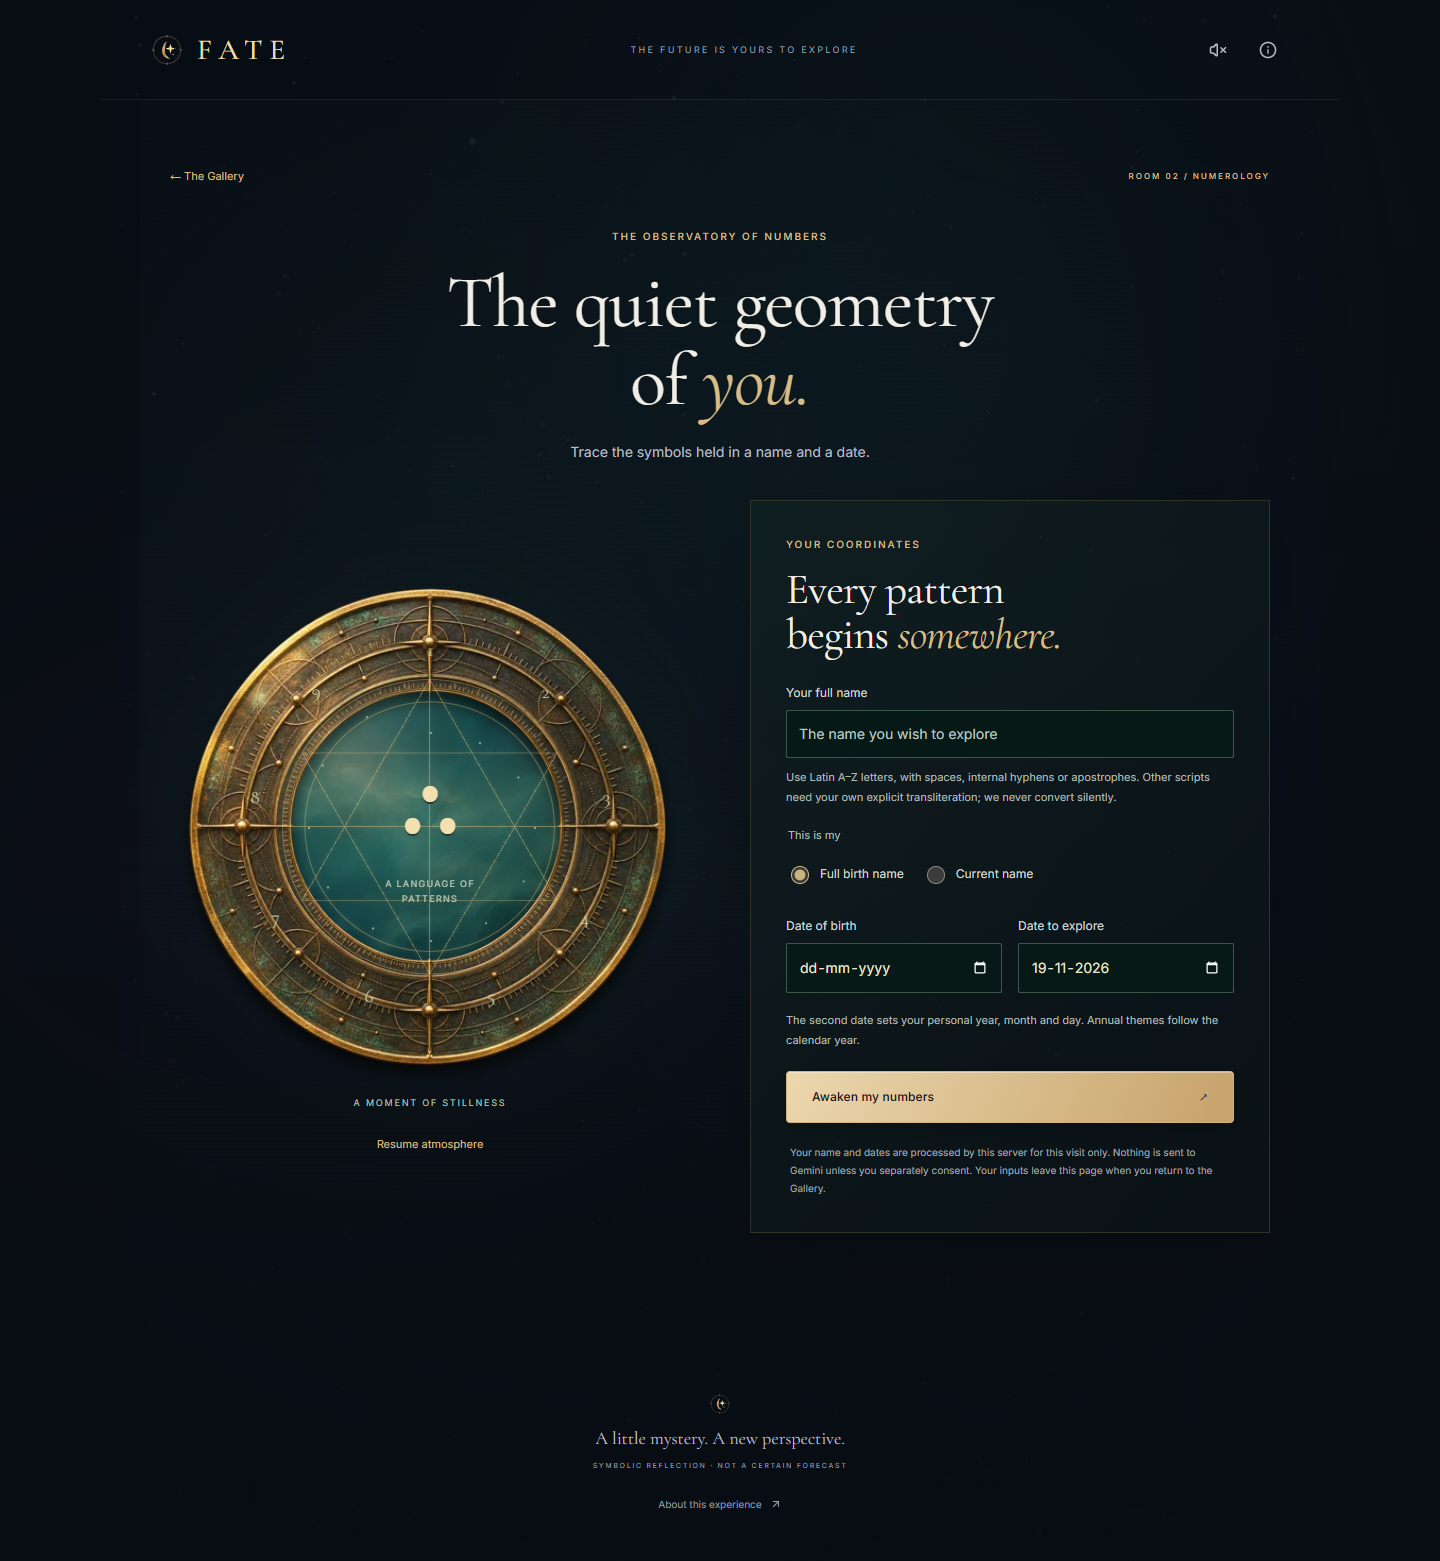 FATE
THE FUTURE IS YOURS TO EXPLORE
← The Gallery
ROOM 02 / NUMEROLOGY
THE OBSERVATORY OF NUMBERS
The quiet geometry
of you.
Trace the symbols held in a name and a date.
9
2
8
3
7
4
6
5
A LANGUAGE OF
PATTERNS
A MOMENT OF STILLNESS
Resume atmosphere
YOUR COORDINATES
Every pattern
begins somewhere.
Your full name
The name you wish to explore
Use Latin A–Z letters, with spaces, internal hyphens or apostrophes. Other scripts
need your own explicit transliteration; we never convert silently.
This is my
Full birth name
Current name
Date of birth
Date to explore
dd-mm-yyyy
19-11-2026
The second date sets your personal year, month and day. Annual themes follow the
calendar year.
Awaken my numbers ↗
Your name and dates are processed by this server for this visit only. Nothing is sent to
Gemini unless you separately consent. Your inputs leave this page when you return to the
Gallery.
A little mystery. A new perspective.
SYMBOLIC REFLECTION · NOT A CERTAIN FORECAST
About this experience ↗